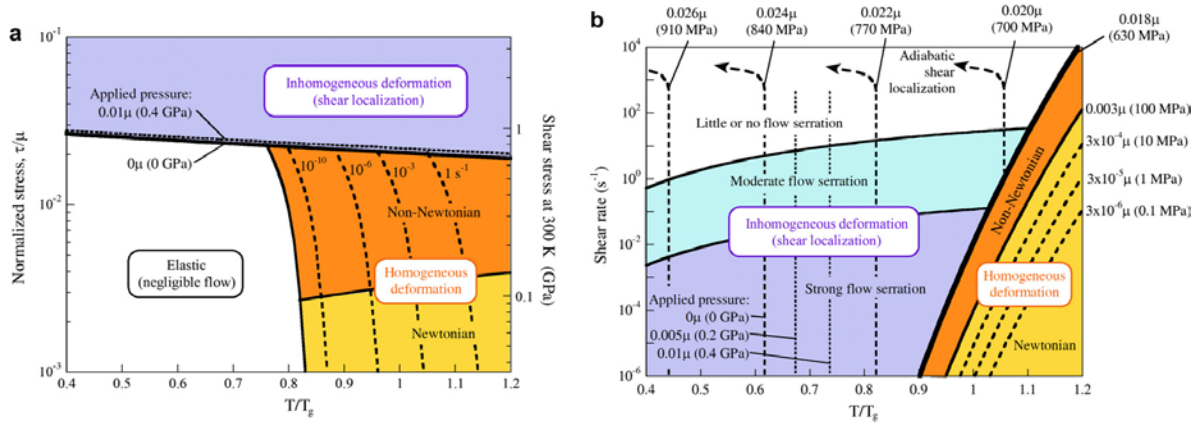 a
Normalized stress, τ/μ
10⁻¹
10⁻²
10⁻³
Inhomogeneous deformation
(shear localization)
Applied pressure:
0.01μ (0.4 GPa)
0μ (0 GPa)
10⁻¹⁰
10⁻⁶
10⁻³
1 s⁻¹
Non-Newtonian
Elastic
(negligible flow)
Homogeneous
deformation
Newtonian
1
0.1
Shear stress at 300 K (GPa)
0.4 0.5 0.6 0.7 0.8 0.9 1 1.1 1.2
T/Tg
b
0.026μ
(910 MPa)
0.024μ
(840 MPa)
0.022μ
(770 MPa)
0.020μ
(700 MPa)
0.018μ
(630 MPa)
Shear rate (s⁻¹)
10⁴
10²
10⁰
10⁻²
10⁻⁴
10⁻⁶
Adiabatic
shear
localization
Little or no flow serration
Moderate flow serration
Inhomogeneous deformation
(shear localization)
Strong flow serration
Applied pressure:
0μ (0 GPa)
0.005μ (0.2 GPa)
0.01μ (0.4 GPa)
Non-Newtonian
Homogeneous
deformation
Newtonian
0.003μ (100 MPa)
3x10⁻⁴μ (10 MPa)
3x10⁻⁵μ (1 MPa)
3x10⁻⁶μ (0.1 MPa)
0.4 0.5 0.6 0.7 0.8 0.9 1.0 1.1 1.2
T/Tg